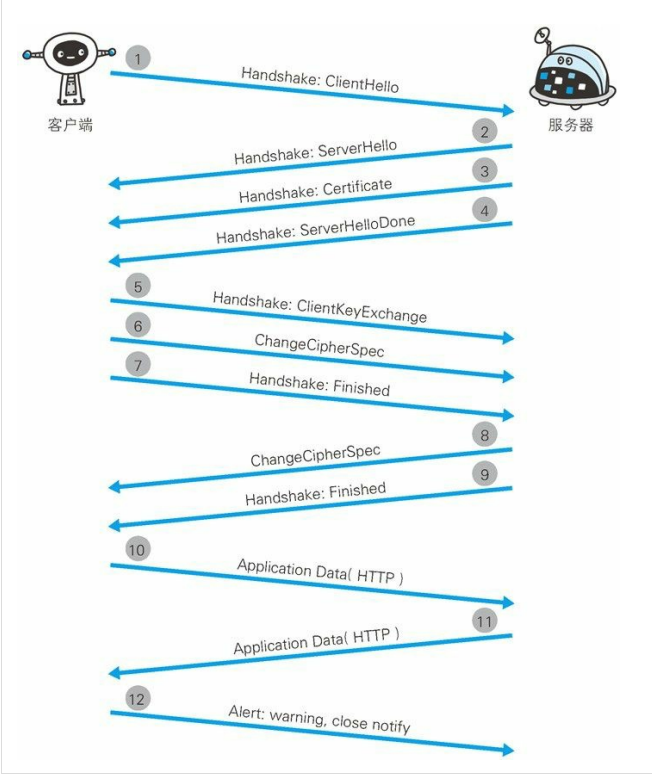 1
Handshake: ClientHello
客户端
服务器
2
Handshake: ServerHello
3
Handshake: Certificate
4
Handshake: ServerHelloDone
5
Handshake: ClientKeyExchange
6
ChangeCipherSpec
7
Handshake: Finished
8
ChangeCipherSpec
9
Handshake: Finished
10
Application Data( HTTP )
11
Application Data( HTTP )
12
Alert: warning, close notify